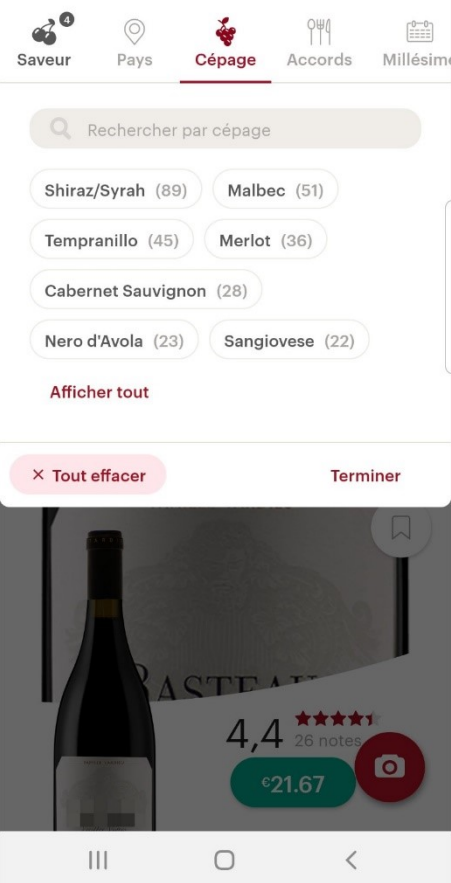 4
Saveur Pays Cépage Accords Millésime
Rechercher par cépage
Shiraz/Syrah (89) Malbec (51)
Tempranillo (45) Merlot (36)
Cabernet Sauvignon (28)
Nero d'Avola (23) Sangiovese (22)
Afficher tout
× Tout effacer Terminer
BASTEAU
4,4 26 notes
€21.67